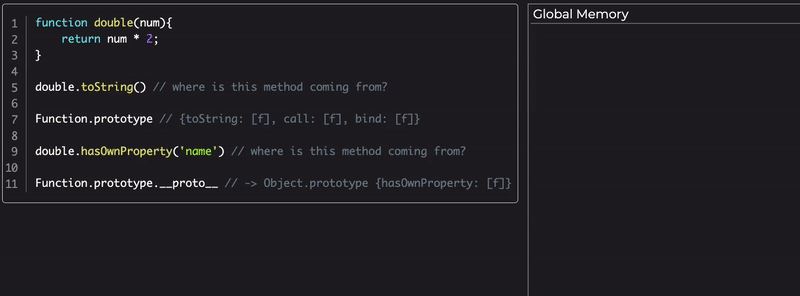 1 function double(num){
2 return num * 2;
3 }
4
5 double.toString() // where is this method coming from?
6
7 Function.prototype // {toString: [f], call: [f], bind: [f]}
8
9 double.hasOwnProperty('name') // where is this method coming from?
10
11 Function.prototype.__proto__ // -> Object.prototype {hasOwnProperty: [f]}
Global Memory